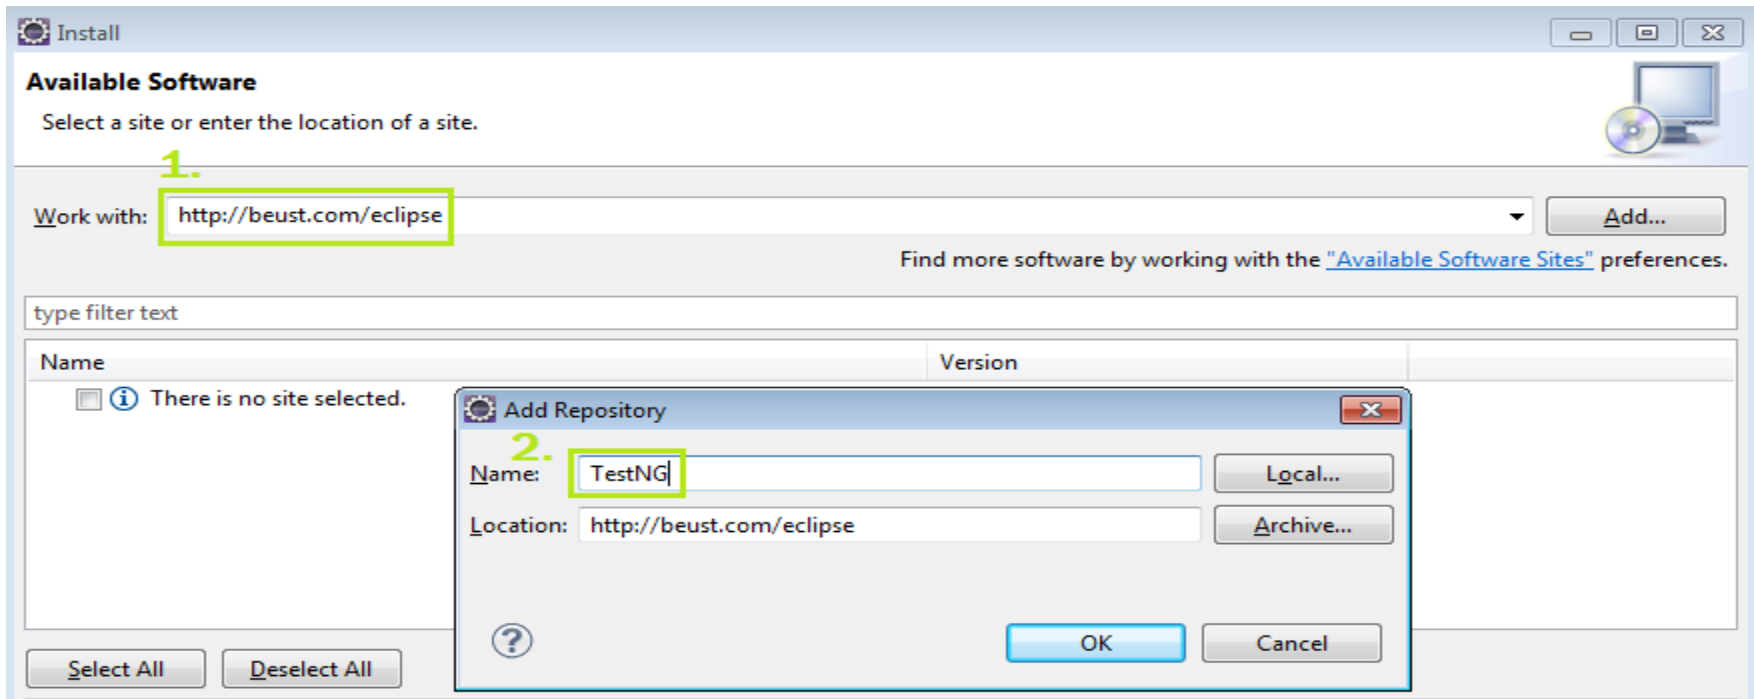 Install
Available Software
Select a site or enter the location of a site.
1.
Work with: http://beust.com/eclipse Add...
Find more software by working with the "Available Software Sites" preferences.
type filter text
Name Version
There is no site selected.
Add Repository
2.
Name: TestNG Local...
Location: http://beust.com/eclipse Archive...
? OK Cancel
Select All Deselect All